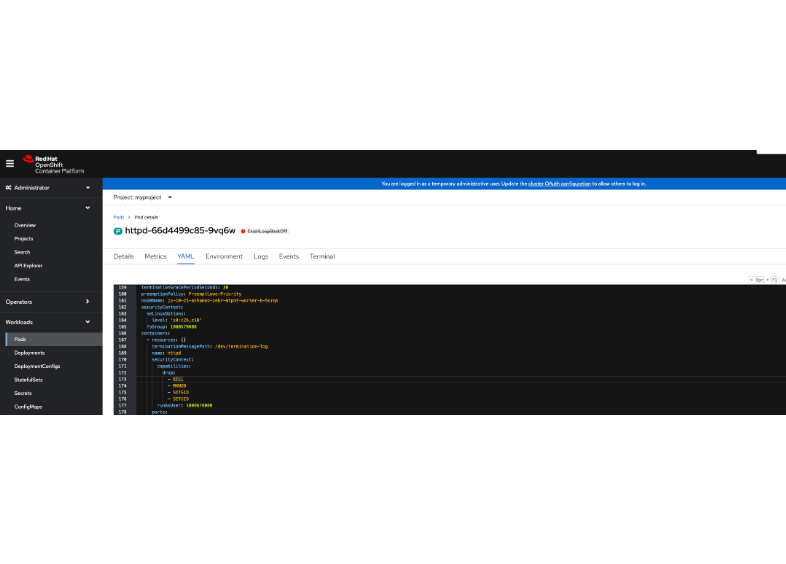 Red Hat
OpenShift
Container Platform
You are logged in as a temporary administrative user. Update the cluster OAuth configuration to allow others to log in.
Administrator
Project: myproject
Home
Overview
Projects
Search
API Explorer
Events
Operators
Workloads
Pods
Deployments
DeploymentConfigs
StatefulSets
Secrets
ConfigMaps
Pods > Pod details
P httpd-66d4499c85-9vq6w CrashLoopBackOff
Details Metrics YAML Environment Logs Events Terminal
159 terminationGracePeriodSeconds: 30
160 preemptionPolicy: PreemptLowerPriority
161
162 securityContext:
163 seLinuxOptions:
164 level: 's0:c26,c10'
165 fsGroup: 1000670000
166 containers:
167 - resources: {}
168 terminationMessagePath: /dev/termination-log
169 name: httpd
170 securityContext:
171 capabilities:
172 drop:
173 - KILL
174 - MKNOD
175 - SETGID
176 - SETUID
177 runAsUser: 1000670000
178 ports: